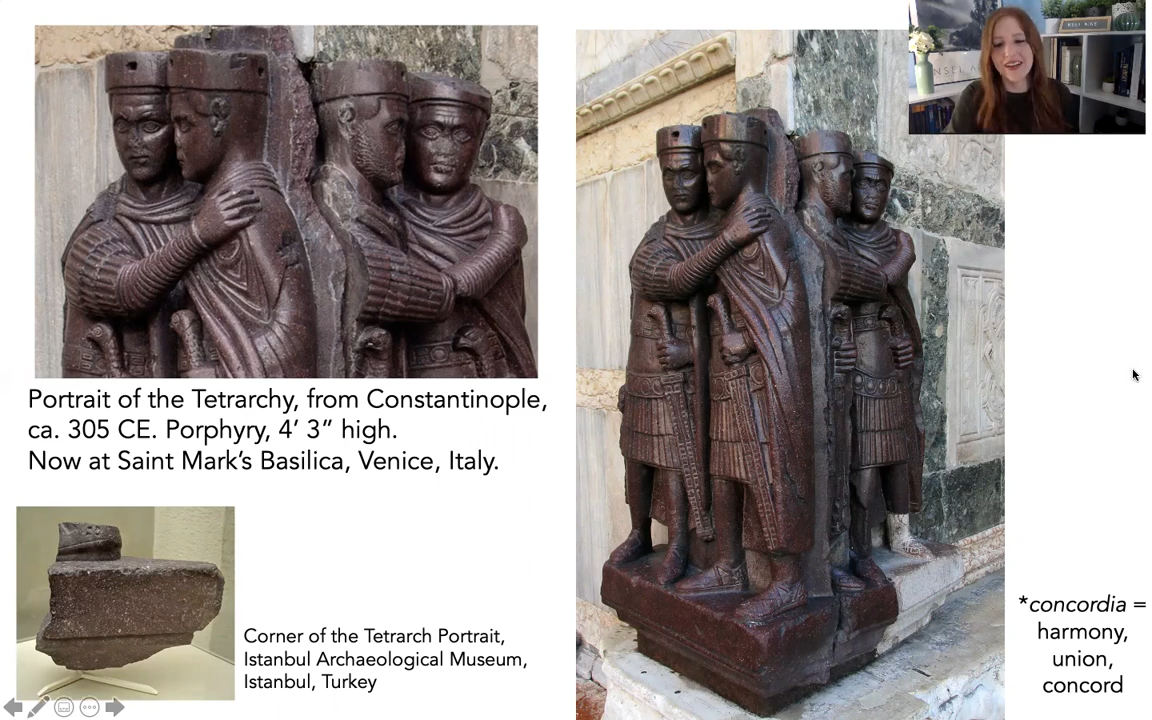 Portrait of the Tetrarchy, from Constantinople,
ca. 305 CE. Porphyry, 4’ 3” high.
Now at Saint Mark’s Basilica, Venice, Italy.
Corner of the Tetrarch Portrait,
Istanbul Archaeological Museum,
Istanbul, Turkey
*concordia =
harmony,
union,
concord